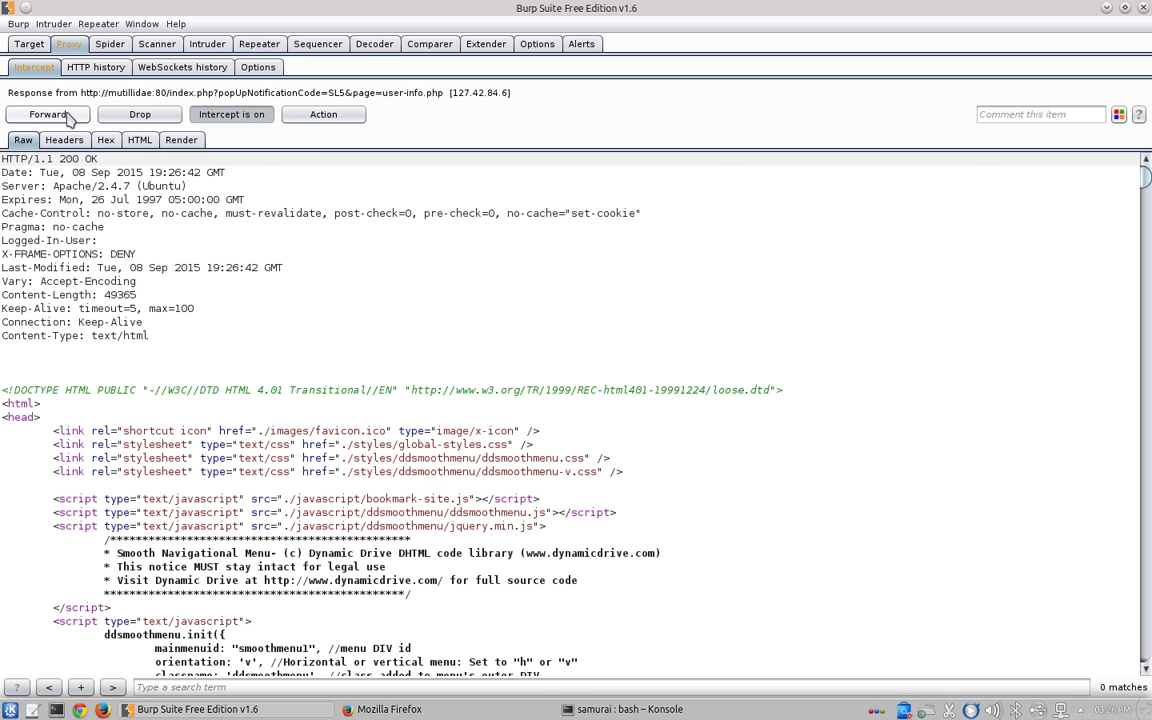 Burp Suite Free Edition v1.6
Burp Intruder Repeater Window Help
Target Proxy Spider Scanner Intruder Repeater Sequencer Decoder Comparer Extender Options Alerts
Intercept HTTP history WebSockets history Options
Response from http://mutillidae:80/index.php?popUpNotificationCode=SL5&page=user-info.php [127.42.84.6]
Forward Drop Intercept is on Action Comment this item ?
Raw Headers Hex HTML Render
HTTP/1.1 200 OK
Date: Tue, 08 Sep 2015 19:26:42 GMT
Server: Apache/2.4.7 (Ubuntu)
Expires: Mon, 26 Jul 1997 05:00:00 GMT
Cache-Control: no-store, no-cache, must-revalidate, post-check=0, pre-check=0, no-cache="set-cookie"
Pragma: no-cache
Logged-In-User:
X-FRAME-OPTIONS: DENY
Last-Modified: Tue, 08 Sep 2015 19:26:42 GMT
Vary: Accept-Encoding
Content-Length: 49365
Keep-Alive: timeout=5, max=100
Connection: Keep-Alive
Content-Type: text/html
<!DOCTYPE HTML PUBLIC "-//W3C//DTD HTML 4.01 Transitional//EN" "http://www.w3.org/TR/1999/REC-html401-19991224/loose.dtd">
<html>
<head>
<link rel="shortcut icon" href="./images/favicon.ico" type="image/x-icon" />
<link rel="stylesheet" type="text/css" href="./styles/global-styles.css" />
<link rel="stylesheet" type="text/css" href="./styles/ddsmoothmenu/ddsmoothmenu.css" />
<link rel="stylesheet" type="text/css" href="./styles/ddsmoothmenu/ddsmoothmenu-v.css" />
<script type="text/javascript" src="./javascript/bookmark-site.js"></script>
<script type="text/javascript" src="./javascript/ddsmoothmenu/ddsmoothmenu.js"></script>
<script type="text/javascript" src="./javascript/ddsmoothmenu/jquery.min.js">
/***********************************************
* Smooth Navigational Menu- (c) Dynamic Drive DHTML code library (www.dynamicdrive.com)
* This notice MUST stay intact for legal use
* Visit Dynamic Drive at http://www.dynamicdrive.com/ for full source code
***********************************************/
</script>
<script type="text/javascript">
ddsmoothmenu.init({
mainmenuid: "smoothmenu1", //menu DIV id
orientation: 'v', //Horizontal or vertical menu: Set to "h" or "v"
classname: 'ddsmoothmenu', //class added to menu's outer DIV
? < + > Type a search term 0 matches
Burp Suite Free Edition v1.6 Mozilla Firefox samurai : bash – Konsole 03:26 PM